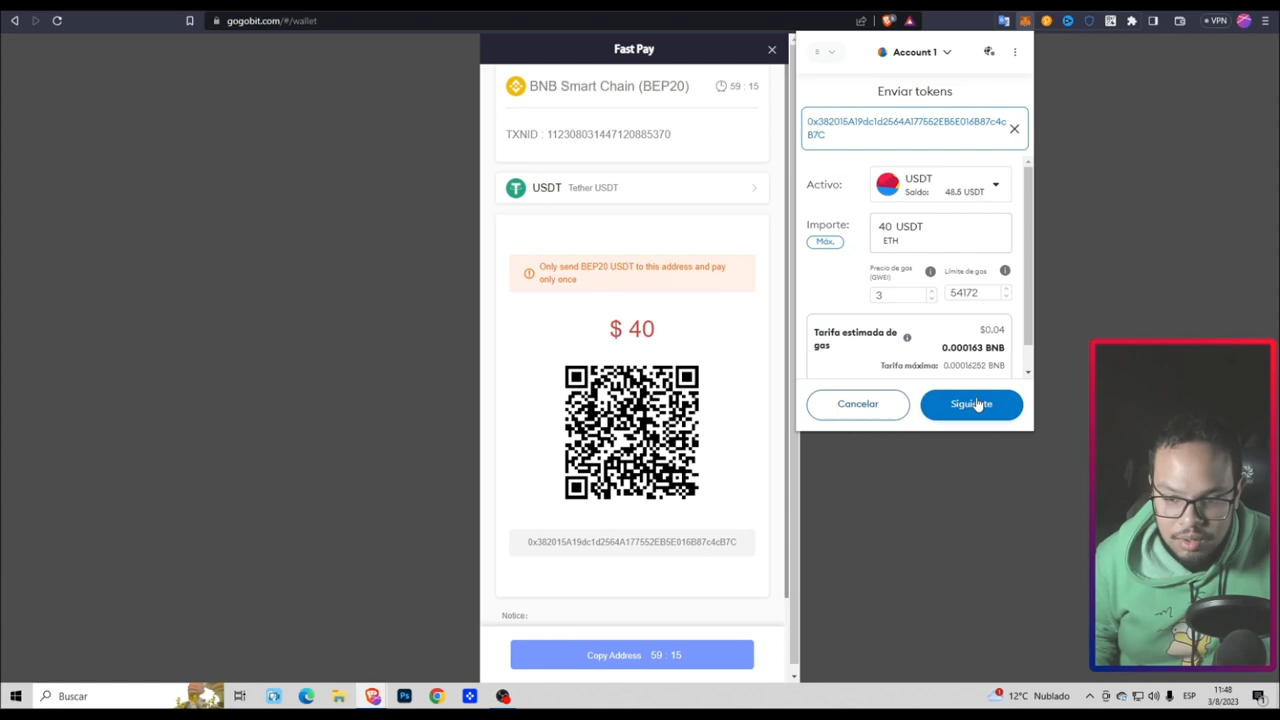 gogobit.com/#/wallet
VPN
Fast Pay
BNB Smart Chain (BEP20)
59 : 15
TXNID : 112308031447120885370
USDT Tether USDT
Only send BEP20 USDT to this address and pay
only once
$ 40
0x382015A19dc1d2564A177552EB5E016B87c4cB7C
Notice:
Copy Address 59 : 15
Account 1
Enviar tokens
0x382015A19dc1d2564A177552EB5E016B87c4c
B7C
Activo:
USDT
Saldo: 48.5 USDT
Importe:
Máx.
40 USDT
ETH
Precio de gas
(GWEI)
Límite de gas
3
54172
Tarifa estimada de
gas
$0.04
0.000163 BNB
Tarifa máxima: 0.00016252 BNB
Cancelar
Siguiente
Buscar
12°C Nublado
ESP
11:48
3/8/2023